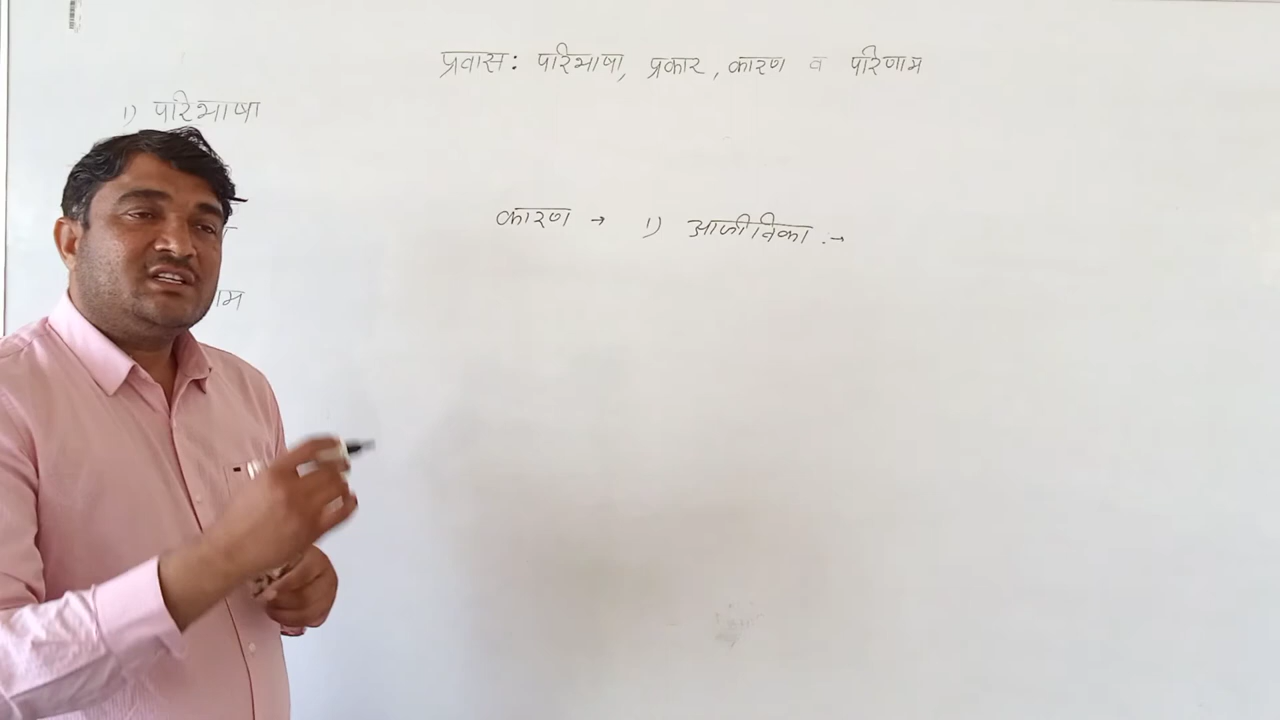 प्रवास: परिभाषा, प्रकार, कारण व परिणाम
1) परिभाषा
कारण → 1) आजीविका :→